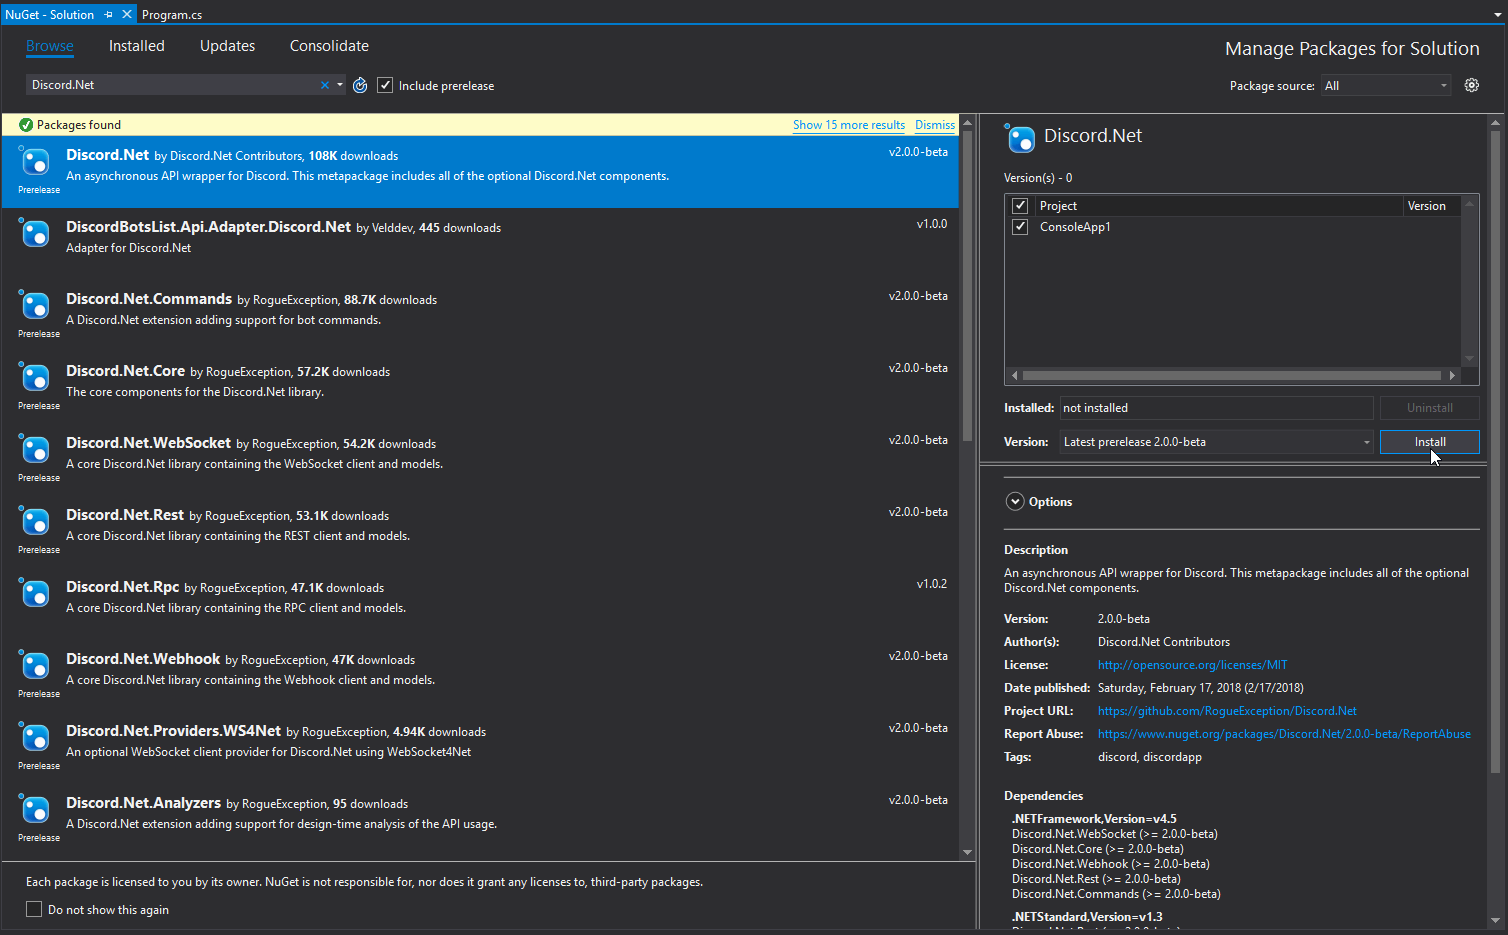 NuGet - Solution
Program.cs
Browse
Installed
Updates
Consolidate
Manage Packages for Solution
Discord.Net
Include prerelease
Package source: All
Packages found
Show 15 more results
Dismiss
Discord.Net by Discord.Net Contributors, 108K downloads
v2.0.0-beta
An asynchronous API wrapper for Discord. This metapackage includes all of the optional Discord.Net components.
Prerelease
DiscordBotsList.Api.Adapter.Discord.Net by Velddev, 445 downloads
v1.0.0
Adapter for Discord.Net
Discord.Net.Commands by RogueException, 88.7K downloads
v2.0.0-beta
A Discord.Net extension adding support for bot commands.
Prerelease
Discord.Net.Core by RogueException, 57.2K downloads
v2.0.0-beta
The core components for the Discord.Net library.
Prerelease
Discord.Net.WebSocket by RogueException, 54.2K downloads
v2.0.0-beta
A core Discord.Net library containing the WebSocket client and models.
Prerelease
Discord.Net.Rest by RogueException, 53.1K downloads
v2.0.0-beta
A core Discord.Net library containing the REST client and models.
Prerelease
Discord.Net.Rpc by RogueException, 47.1K downloads
v1.0.2
A core Discord.Net library containing the RPC client and models.
Discord.Net.Webhook by RogueException, 47K downloads
v2.0.0-beta
A core Discord.Net library containing the Webhook client and models.
Prerelease
Discord.Net.Providers.WS4Net by RogueException, 4.94K downloads
v2.0.0-beta
An optional WebSocket client provider for Discord.Net using WebSocket4Net
Prerelease
Discord.Net.Analyzers by RogueException, 95 downloads
v2.0.0-beta
A Discord.Net extension adding support for design-time analysis of the API usage.
Prerelease
Each package is licensed to you by its owner. NuGet is not responsible for, nor does it grant any licenses to, third-party packages.
Do not show this again
Discord.Net
Version(s) - 0
Project Version
ConsoleApp1
Installed: not installed Uninstall
Version: Latest prerelease 2.0.0-beta Install
Options
Description
An asynchronous API wrapper for Discord. This metapackage includes all of the optional
Discord.Net components.
Version: 2.0.0-beta
Author(s): Discord.Net Contributors
License: http://opensource.org/licenses/MIT
Date published: Saturday, February 17, 2018 (2/17/2018)
Project URL: https://github.com/RogueException/Discord.Net
Report Abuse: https://www.nuget.org/packages/Discord.Net/2.0.0-beta/ReportAbuse
Tags: discord, discordapp
Dependencies
.NETFramework,Version=v4.5
Discord.Net.WebSocket (>= 2.0.0-beta)
Discord.Net.Core (>= 2.0.0-beta)
Discord.Net.Webhook (>= 2.0.0-beta)
Discord.Net.Rest (>= 2.0.0-beta)
Discord.Net.Commands (>= 2.0.0-beta)
.NETStandard,Version=v1.3